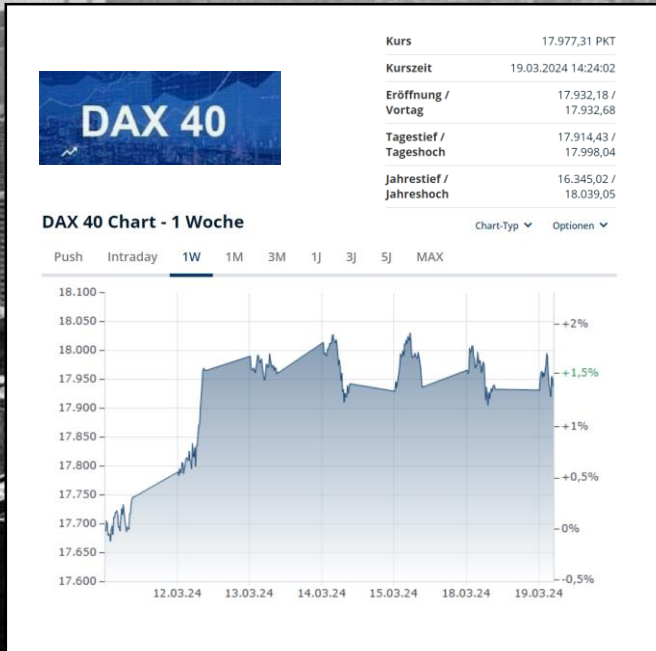 DAX 40
Kurs 17.977,31 PKT
Kurszeit 19.03.2024 14:24:02
Eröffnung / 17.932,18 /
Vortag 17.932,68
Tagestief / 17.914,43 /
Tageshoch 17.998,04
Jahrestief / 16.345,02 /
Jahreshoch 18.039,05
DAX 40 Chart - 1 Woche
Chart-Typ Optionen
Push Intraday 1W 1M 3M 1J 3J 5J MAX
18.100
18.050
+2%
18.000
17.950
+1,5%
17.900
+1%
17.850
17.800
+0,5%
17.750
17.700
0%
17.650
17.600
-0,5%
12.03.24 13.03.24 14.03.24 15.03.24 18.03.24 19.03.24